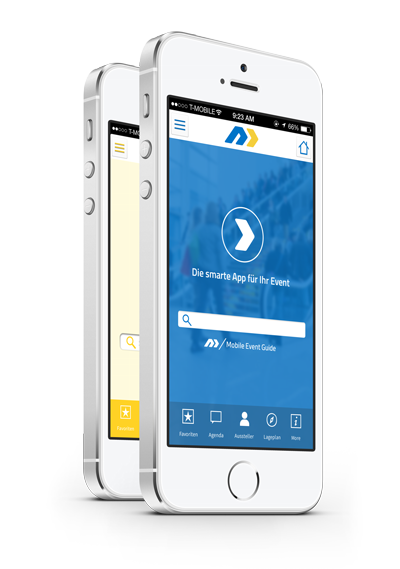 T-MOBILE
9:23 AM
66%
Die smarte App für Ihr Event
Mobile Event Guide
Favoriten
Agenda
Aussteller
Lageplan
More
T-MO
Favoriten